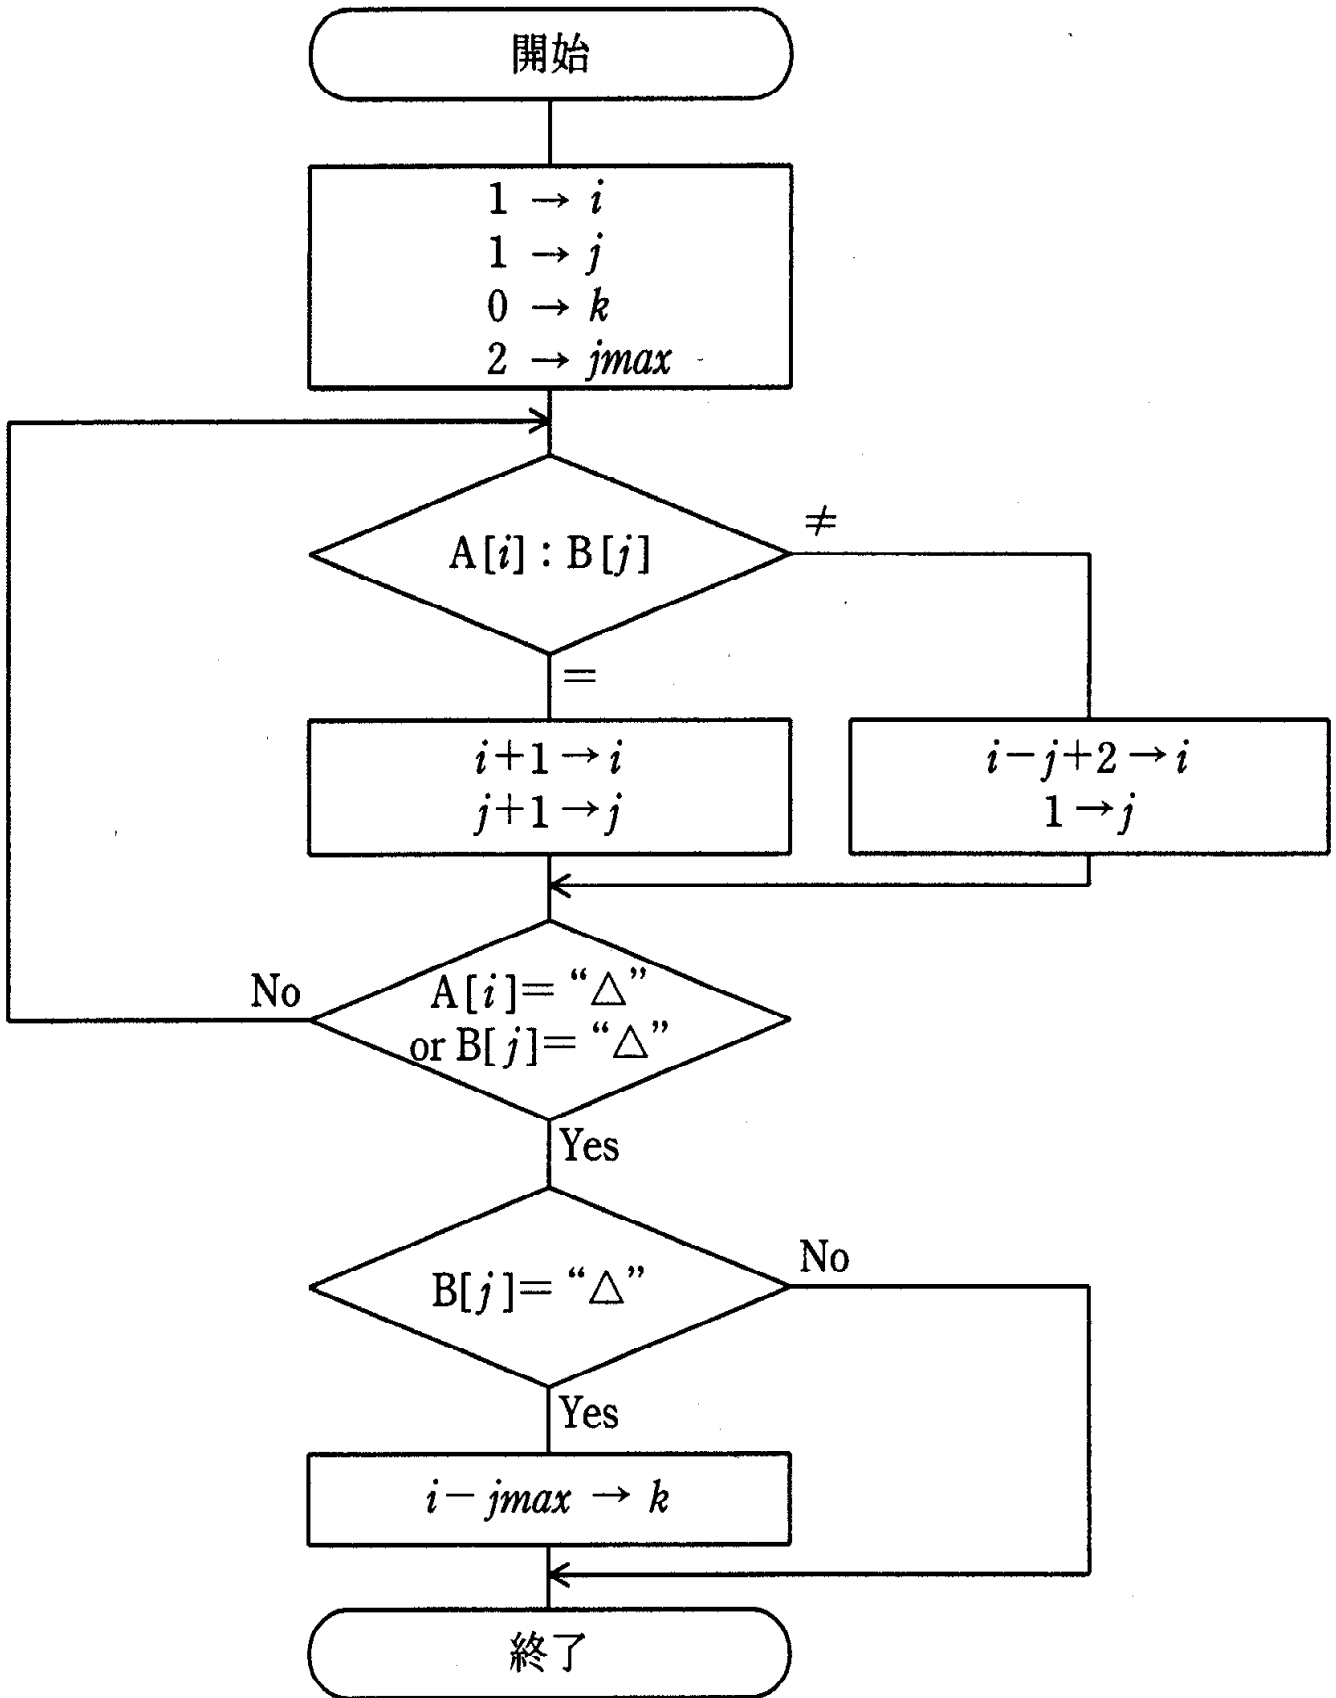 開始
1 → i
1 → j
0 → k
2 → jmax
A[i] : B[j]
≠
=
i+1→i
j+1→j
i−j+2→i
1→j
A[i]= “△”
or B[j]= “△”
No
Yes
B[j]= “△”
No
Yes
i− jmax → k
終了